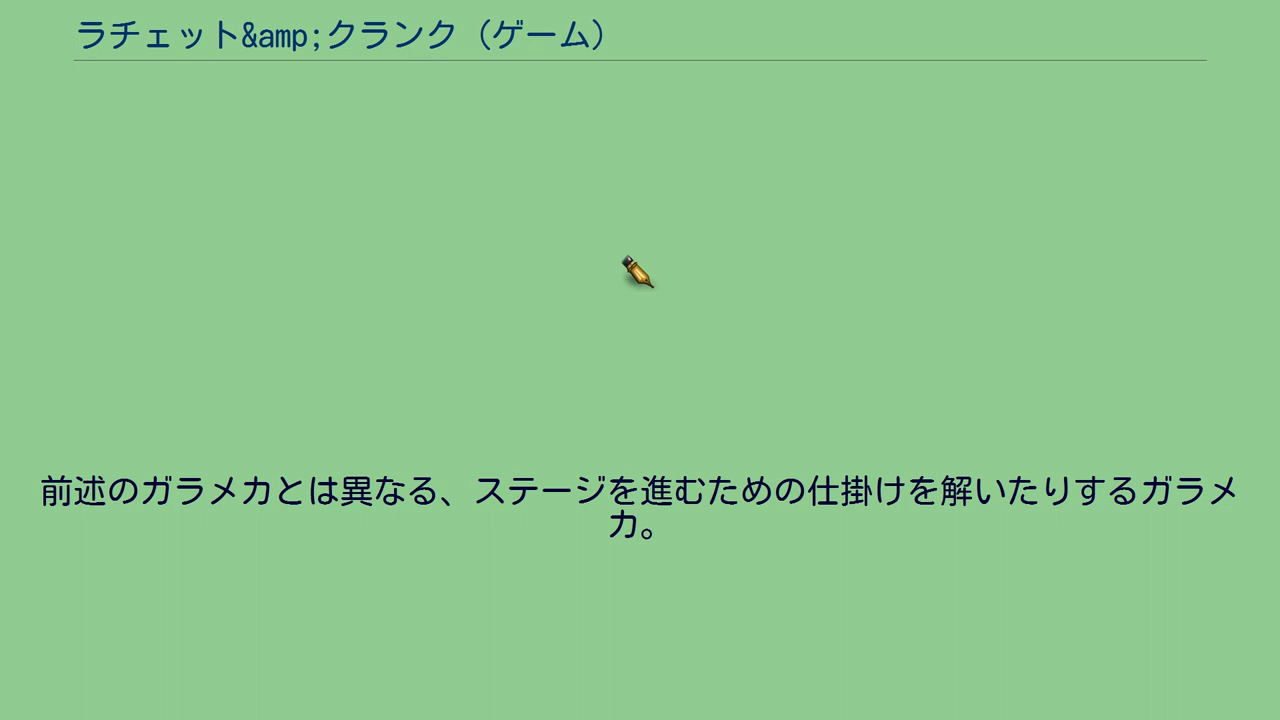 ラチェット&amp;クランク（ゲーム）
前述のガラメカとは異なる、ステージを進むための仕掛けを解いたりするガラメ
カ。